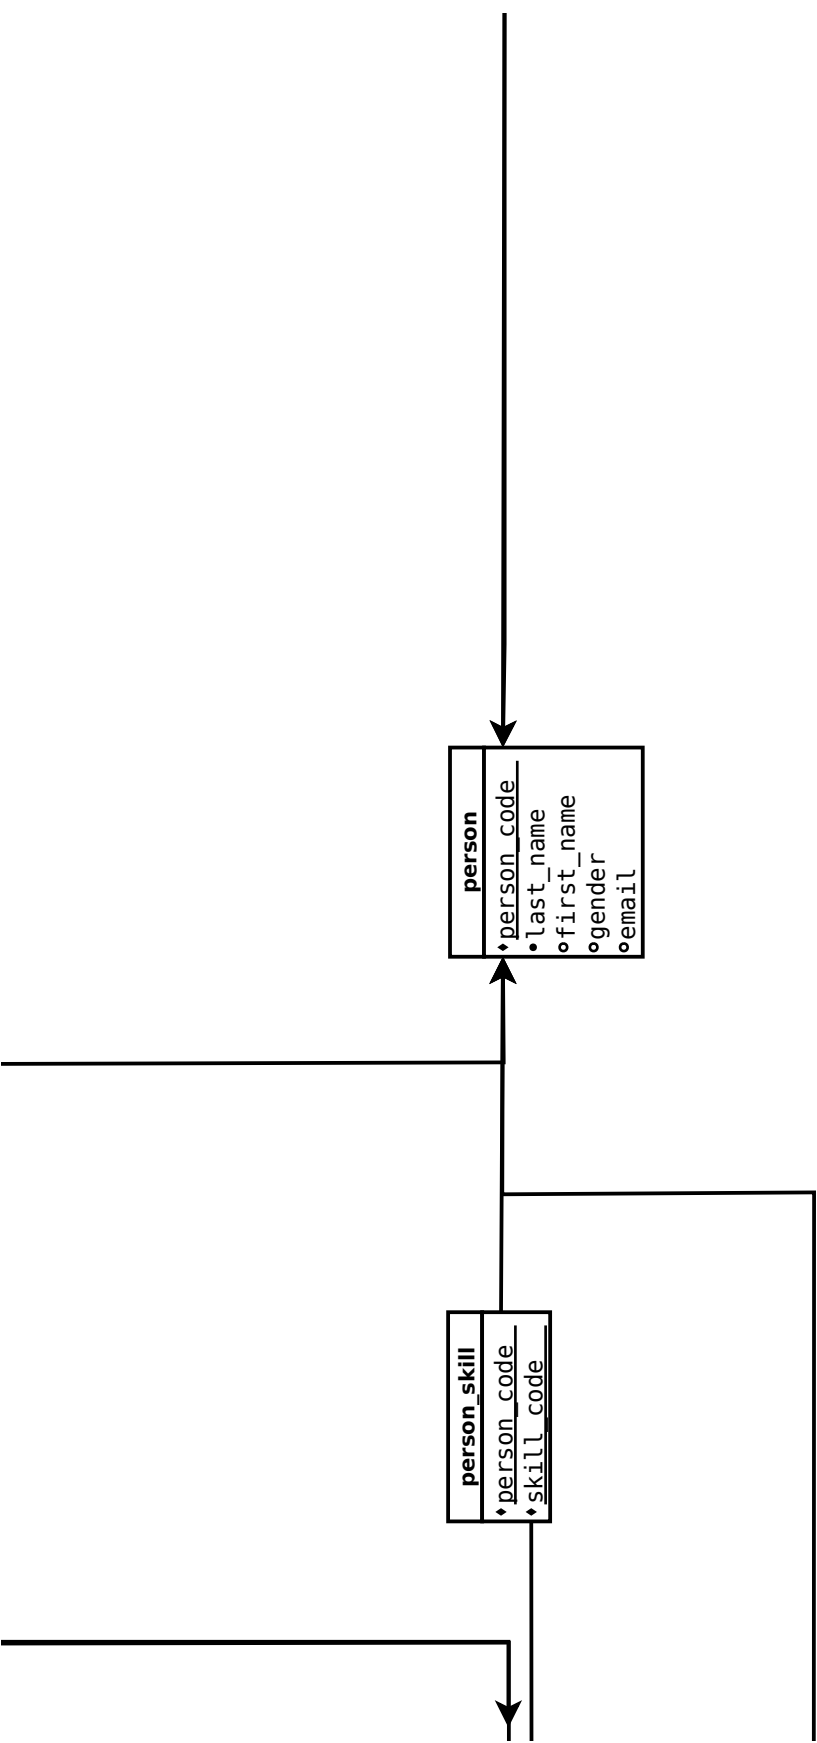 person
person_code
last_name
first_name
gender
email
person_skill
person_code
skill_code